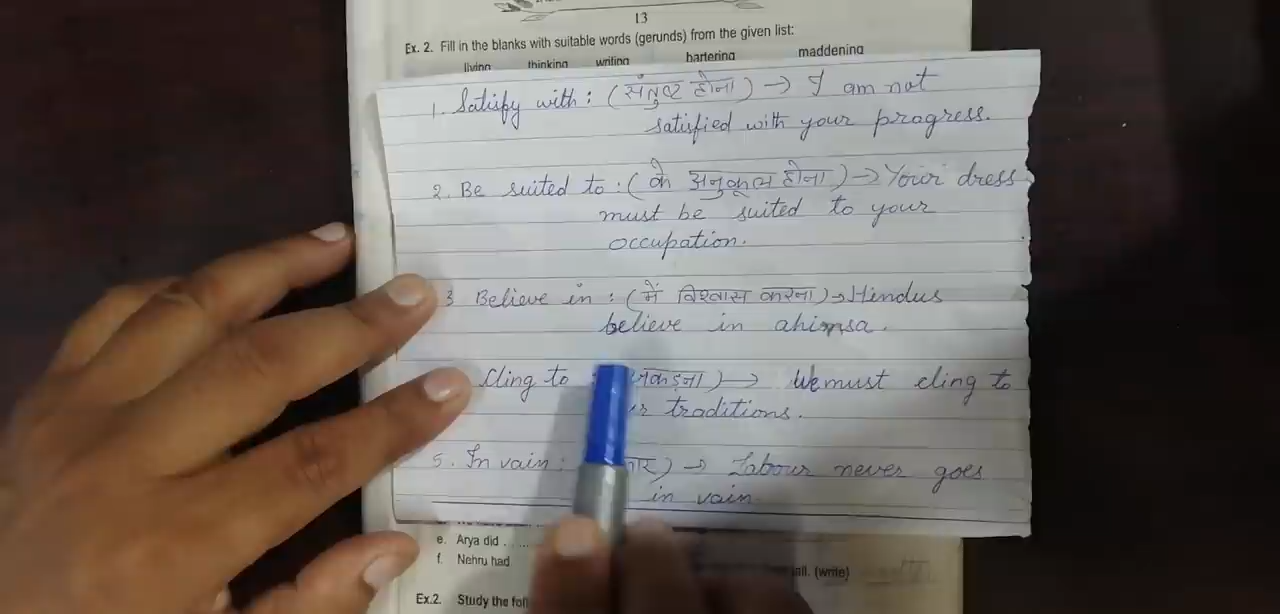 13
Ex. 2. Fill in the blanks with suitable words (gerunds) from the given list:
living thinking writing bartering maddening
1. Satisfy with : (संतुष्ट होना) → I am not
satisfied with your progress.
2. Be suited to : (के अनुकूल होना) → Your dress
must be suited to your
occupation.
3 Believe in : (में विश्वास करना) → Hindus
believe in ahimsa.
Cling to → We must cling to
traditions.
5. In vain : → Labour never goes
in vain
e. Arya did
f. Nehru had
(write)
Ex.2. Study the